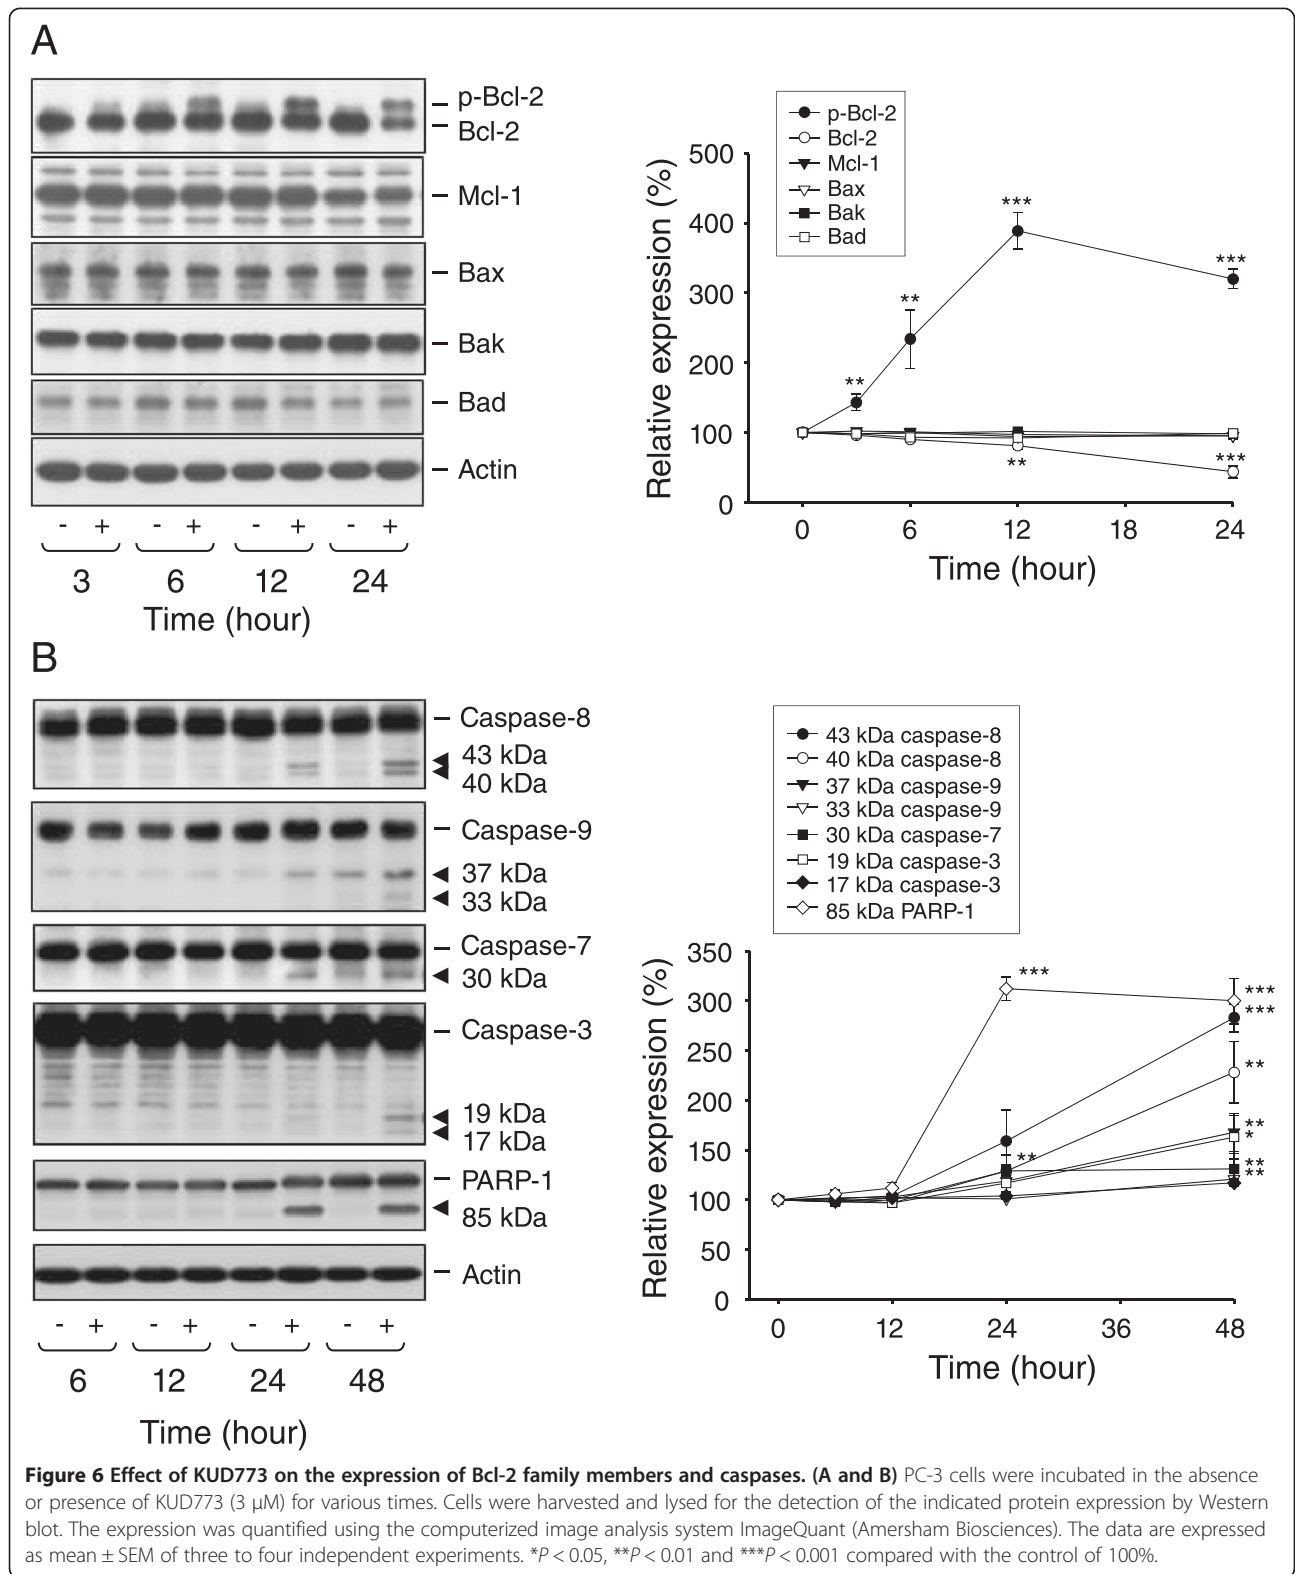 A
p-Bcl-2
Bcl-2
Mcl-1
Bax
Bak
Bad
Actin
- + - + - + - +
3 6 12 24
Time (hour)
p-Bcl-2
Bcl-2
Mcl-1
Bax
Bak
Bad
Relative expression (%)
500
400
300
200
100
0
**
**
***
***
**
***
0 6 12 18 24
Time (hour)
B
Caspase-8
43 kDa
40 kDa
Caspase-9
37 kDa
33 kDa
Caspase-7
30 kDa
Caspase-3
19 kDa
17 kDa
PARP-1
85 kDa
Actin
- + - + - + - +
6 12 24 48
Time (hour)
43 kDa caspase-8
40 kDa caspase-8
37 kDa caspase-9
33 kDa caspase-9
30 kDa caspase-7
19 kDa caspase-3
17 kDa caspase-3
85 kDa PARP-1
Relative expression (%)
350
300
250
200
150
100
50
0
***
**
***
***
**
**
*
**
**
0 12 24 36 48
Time (hour)
Figure 6 Effect of KUD773 on the expression of Bcl-2 family members and caspases. (A and B) PC-3 cells were incubated in the absence
or presence of KUD773 (3 μM) for various times. Cells were harvested and lysed for the detection of the indicated protein expression by Western
blot. The expression was quantified using the computerized image analysis system ImageQuant (Amersham Biosciences). The data are expressed
as mean ± SEM of three to four independent experiments. *P < 0.05, **P < 0.01 and ***P < 0.001 compared with the control of 100%.